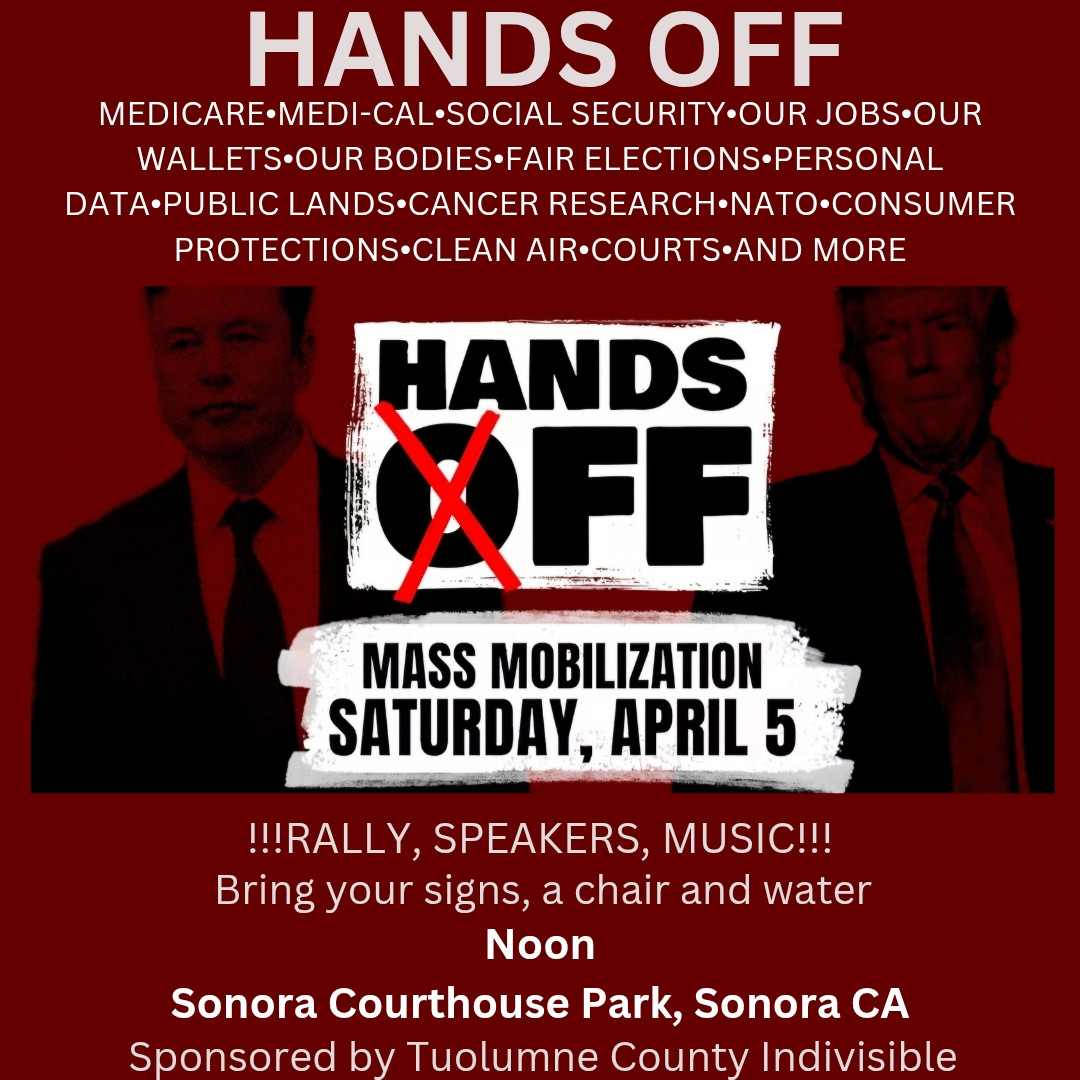 HANDS OFF
MEDICARE•MEDI-CAL•SOCIAL SECURITY•OUR JOBS•OUR
WALLETS•OUR BODIES•FAIR ELECTIONS•PERSONAL
DATA•PUBLIC LANDS•CANCER RESEARCH•NATO•CONSUMER
PROTECTIONS•CLEAN AIR•COURTS•AND MORE
HANDS
OFF
MASS MOBILIZATION
SATURDAY, APRIL 5
!!!RALLY, SPEAKERS, MUSIC!!!
Bring your signs, a chair and water
Noon
Sonora Courthouse Park, Sonora CA
Sponsored by Tuolumne County Indivisible